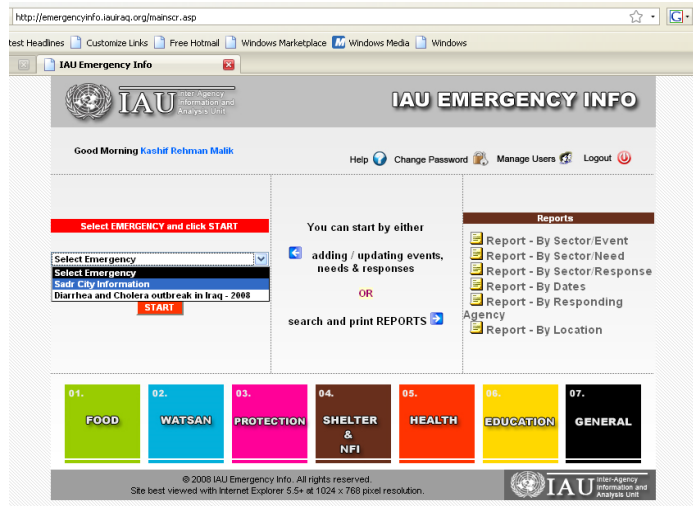 http://emergencyinfo.iauiraq.org/mainscr.asp
test Headlines Customize Links Free Hotmail Windows Marketplace Windows Media Windows
IAU Emergency Info
IAU Inter-Agency
Information and
Analysis Unit
IAU EMERGENCY INFO
Good Morning Kashif Rehman Malik
Help Change Password Manage Users Logout
Select EMERGENCY and click START
Select Emergency
Select Emergency
Sadr City Information
Diarrhea and Cholera outbreak in Iraq - 2008
START
You can start by either
adding / updating events,
needs & responses
OR
search and print REPORTS
Reports
Report - By Sector/Event
Report - By Sector/Need
Report - By Sector/Response
Report - By Dates
Report - By Responding
Agency
Report - By Location
01.
FOOD
02.
WATSAN
03.
PROTECTION
04.
SHELTER
&
NFI
05.
HEALTH
06.
EDUCATION
07.
GENERAL
© 2008 IAU Emergency Info. All rights reserved.
Site best viewed with Internet Explorer 5.5+ at 1024 x 768 pixel resolution.
IAU Inter-Agency
Information and
Analysis Unit